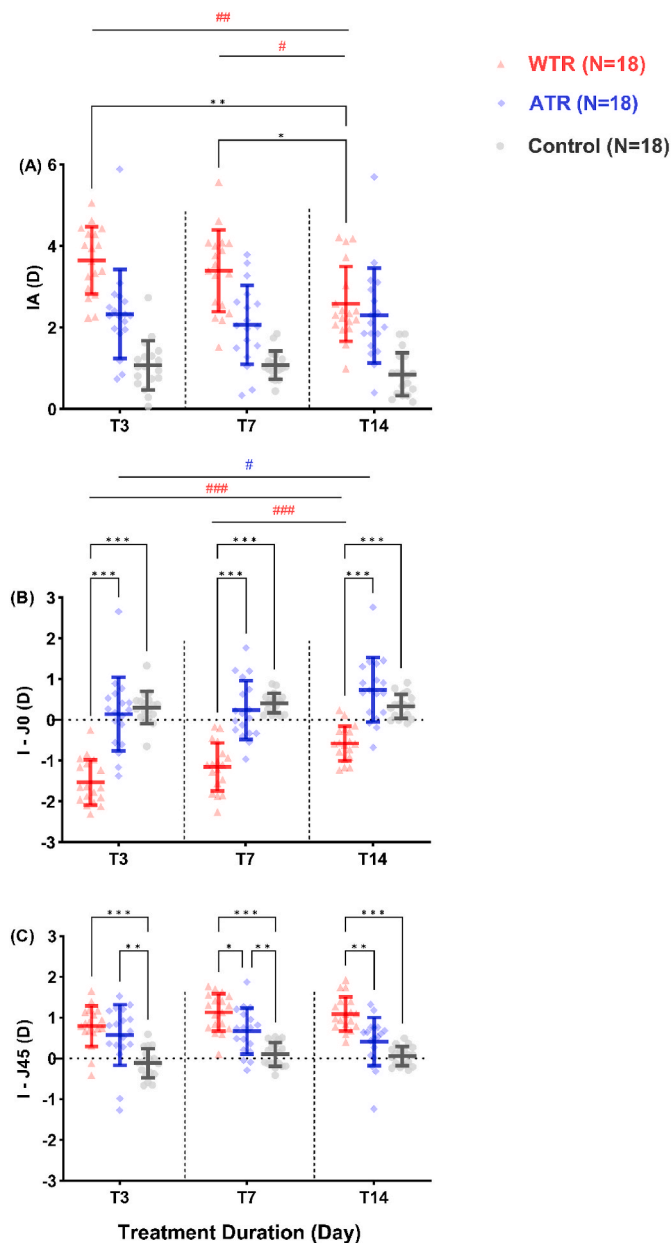 ##
#
WTR (N=18)
ATR (N=18)
Control (N=18)
**
*
(A)
IA (D)
6
4
2
0
T3 T7 T14
#
###
###
*** *** ***
*** *** ***
(B)
I - J0 (D)
3
2
1
0
-1
-2
-3
T3 T7 T14
*** *** ***
** * ** **
(C)
I - J45 (D)
3
2
1
0
-1
-2
-3
T3 T7 T14
Treatment Duration (Day)